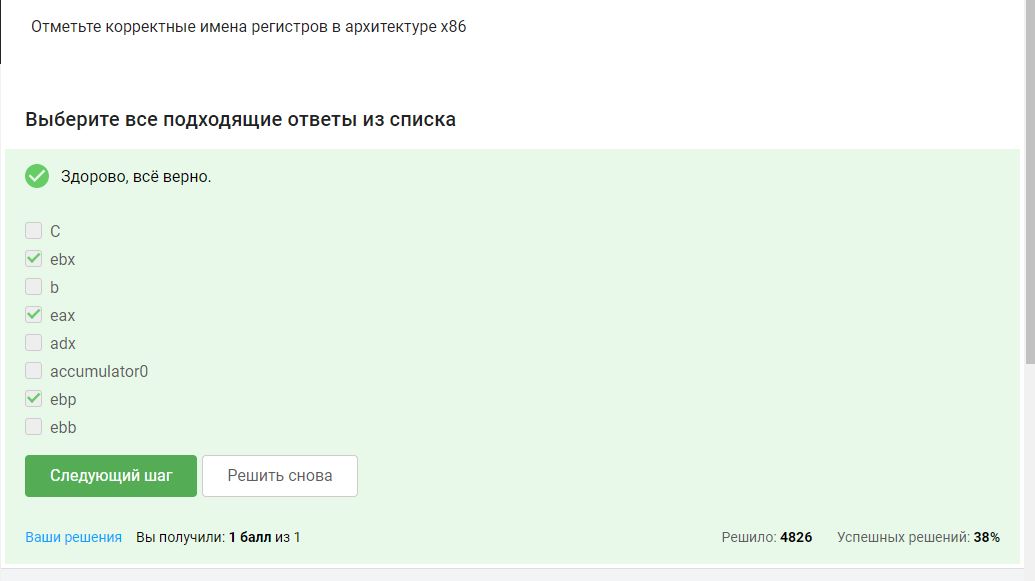 Отметьте корректные имена регистров в архитектуре x86
Выберите все подходящие ответы из списка
Здорово, всё верно.
C
ebx
b
eax
adx
accumulator0
ebp
ebb
Следующий шаг Решить снова
Ваши решения Вы получили: 1 балл из 1 Решило: 4826 Успешных решений: 38%